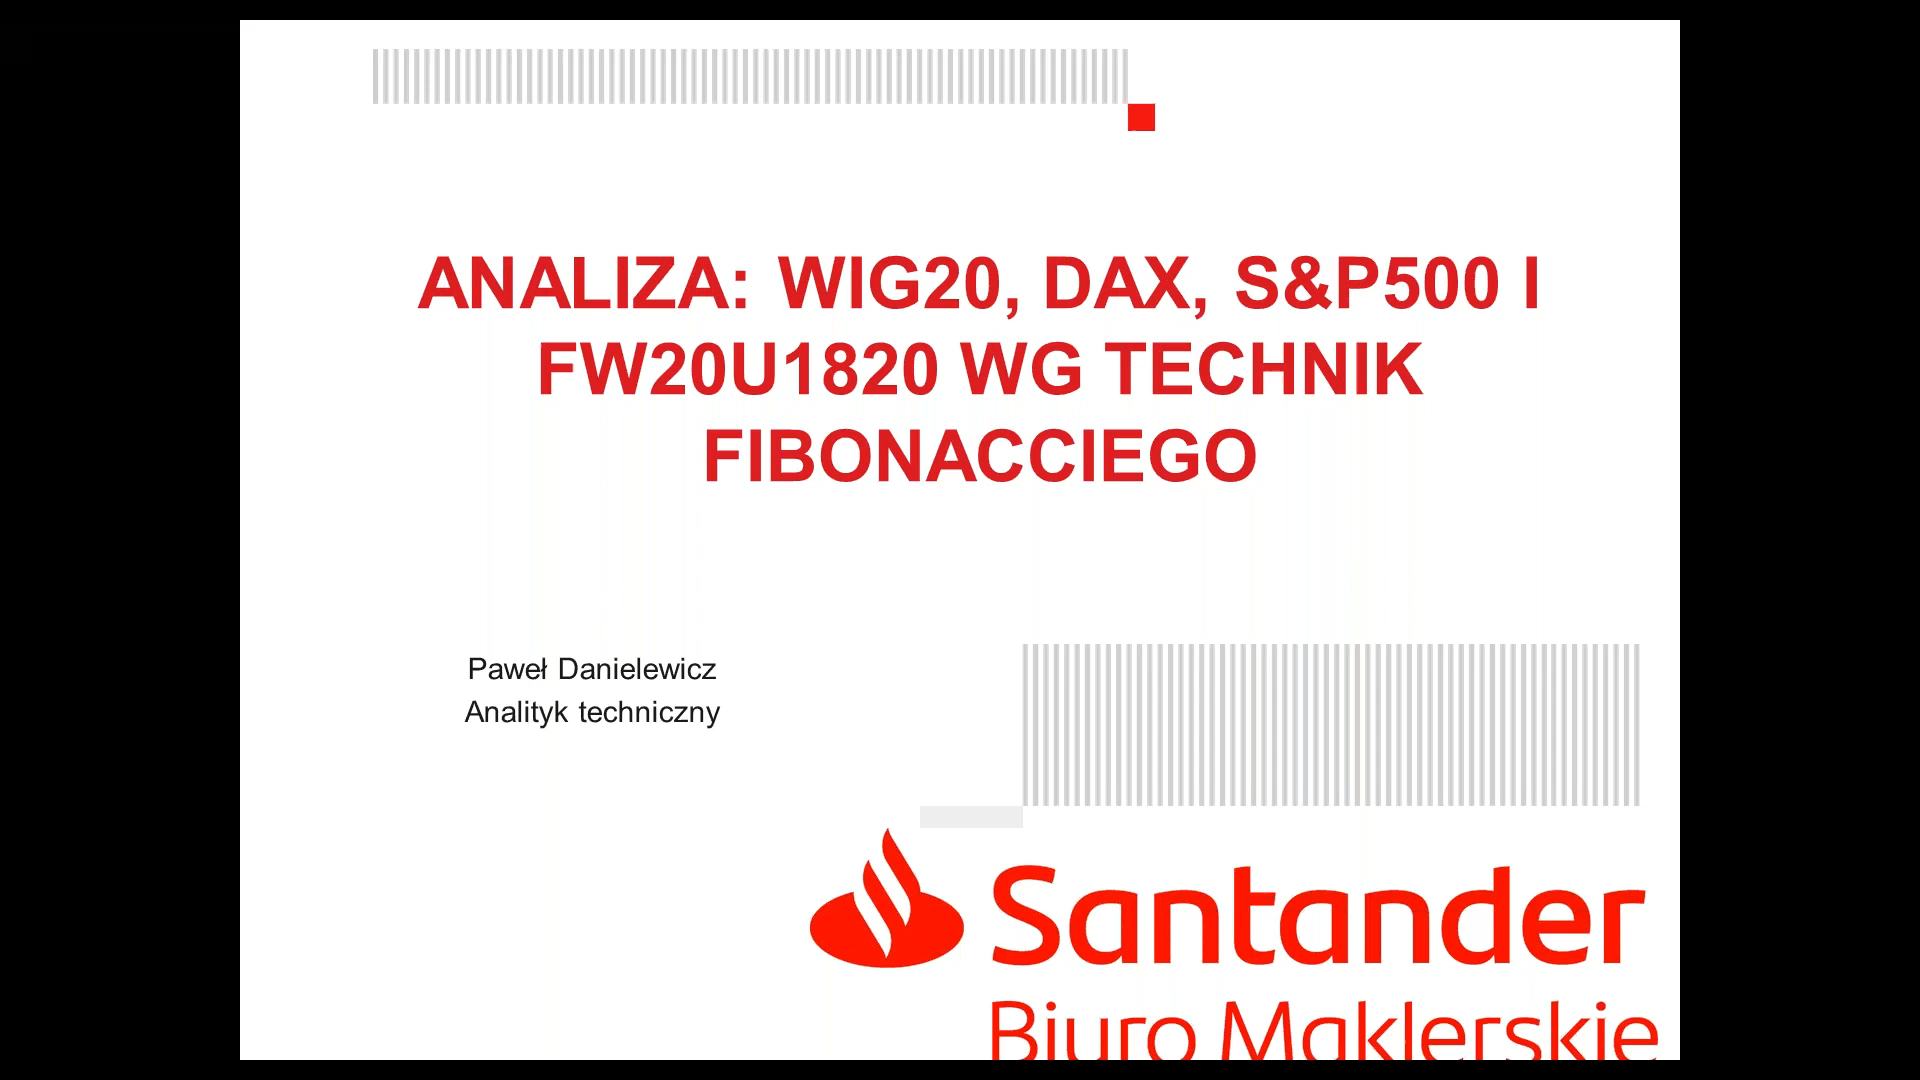 ANALIZA: WIG20, DAX, S&P500 I
FW20U1820 WG TECHNIK
FIBONACCIEGO
Paweł Danielewicz
Analityk techniczny
Santander
Biuro Maklerskie